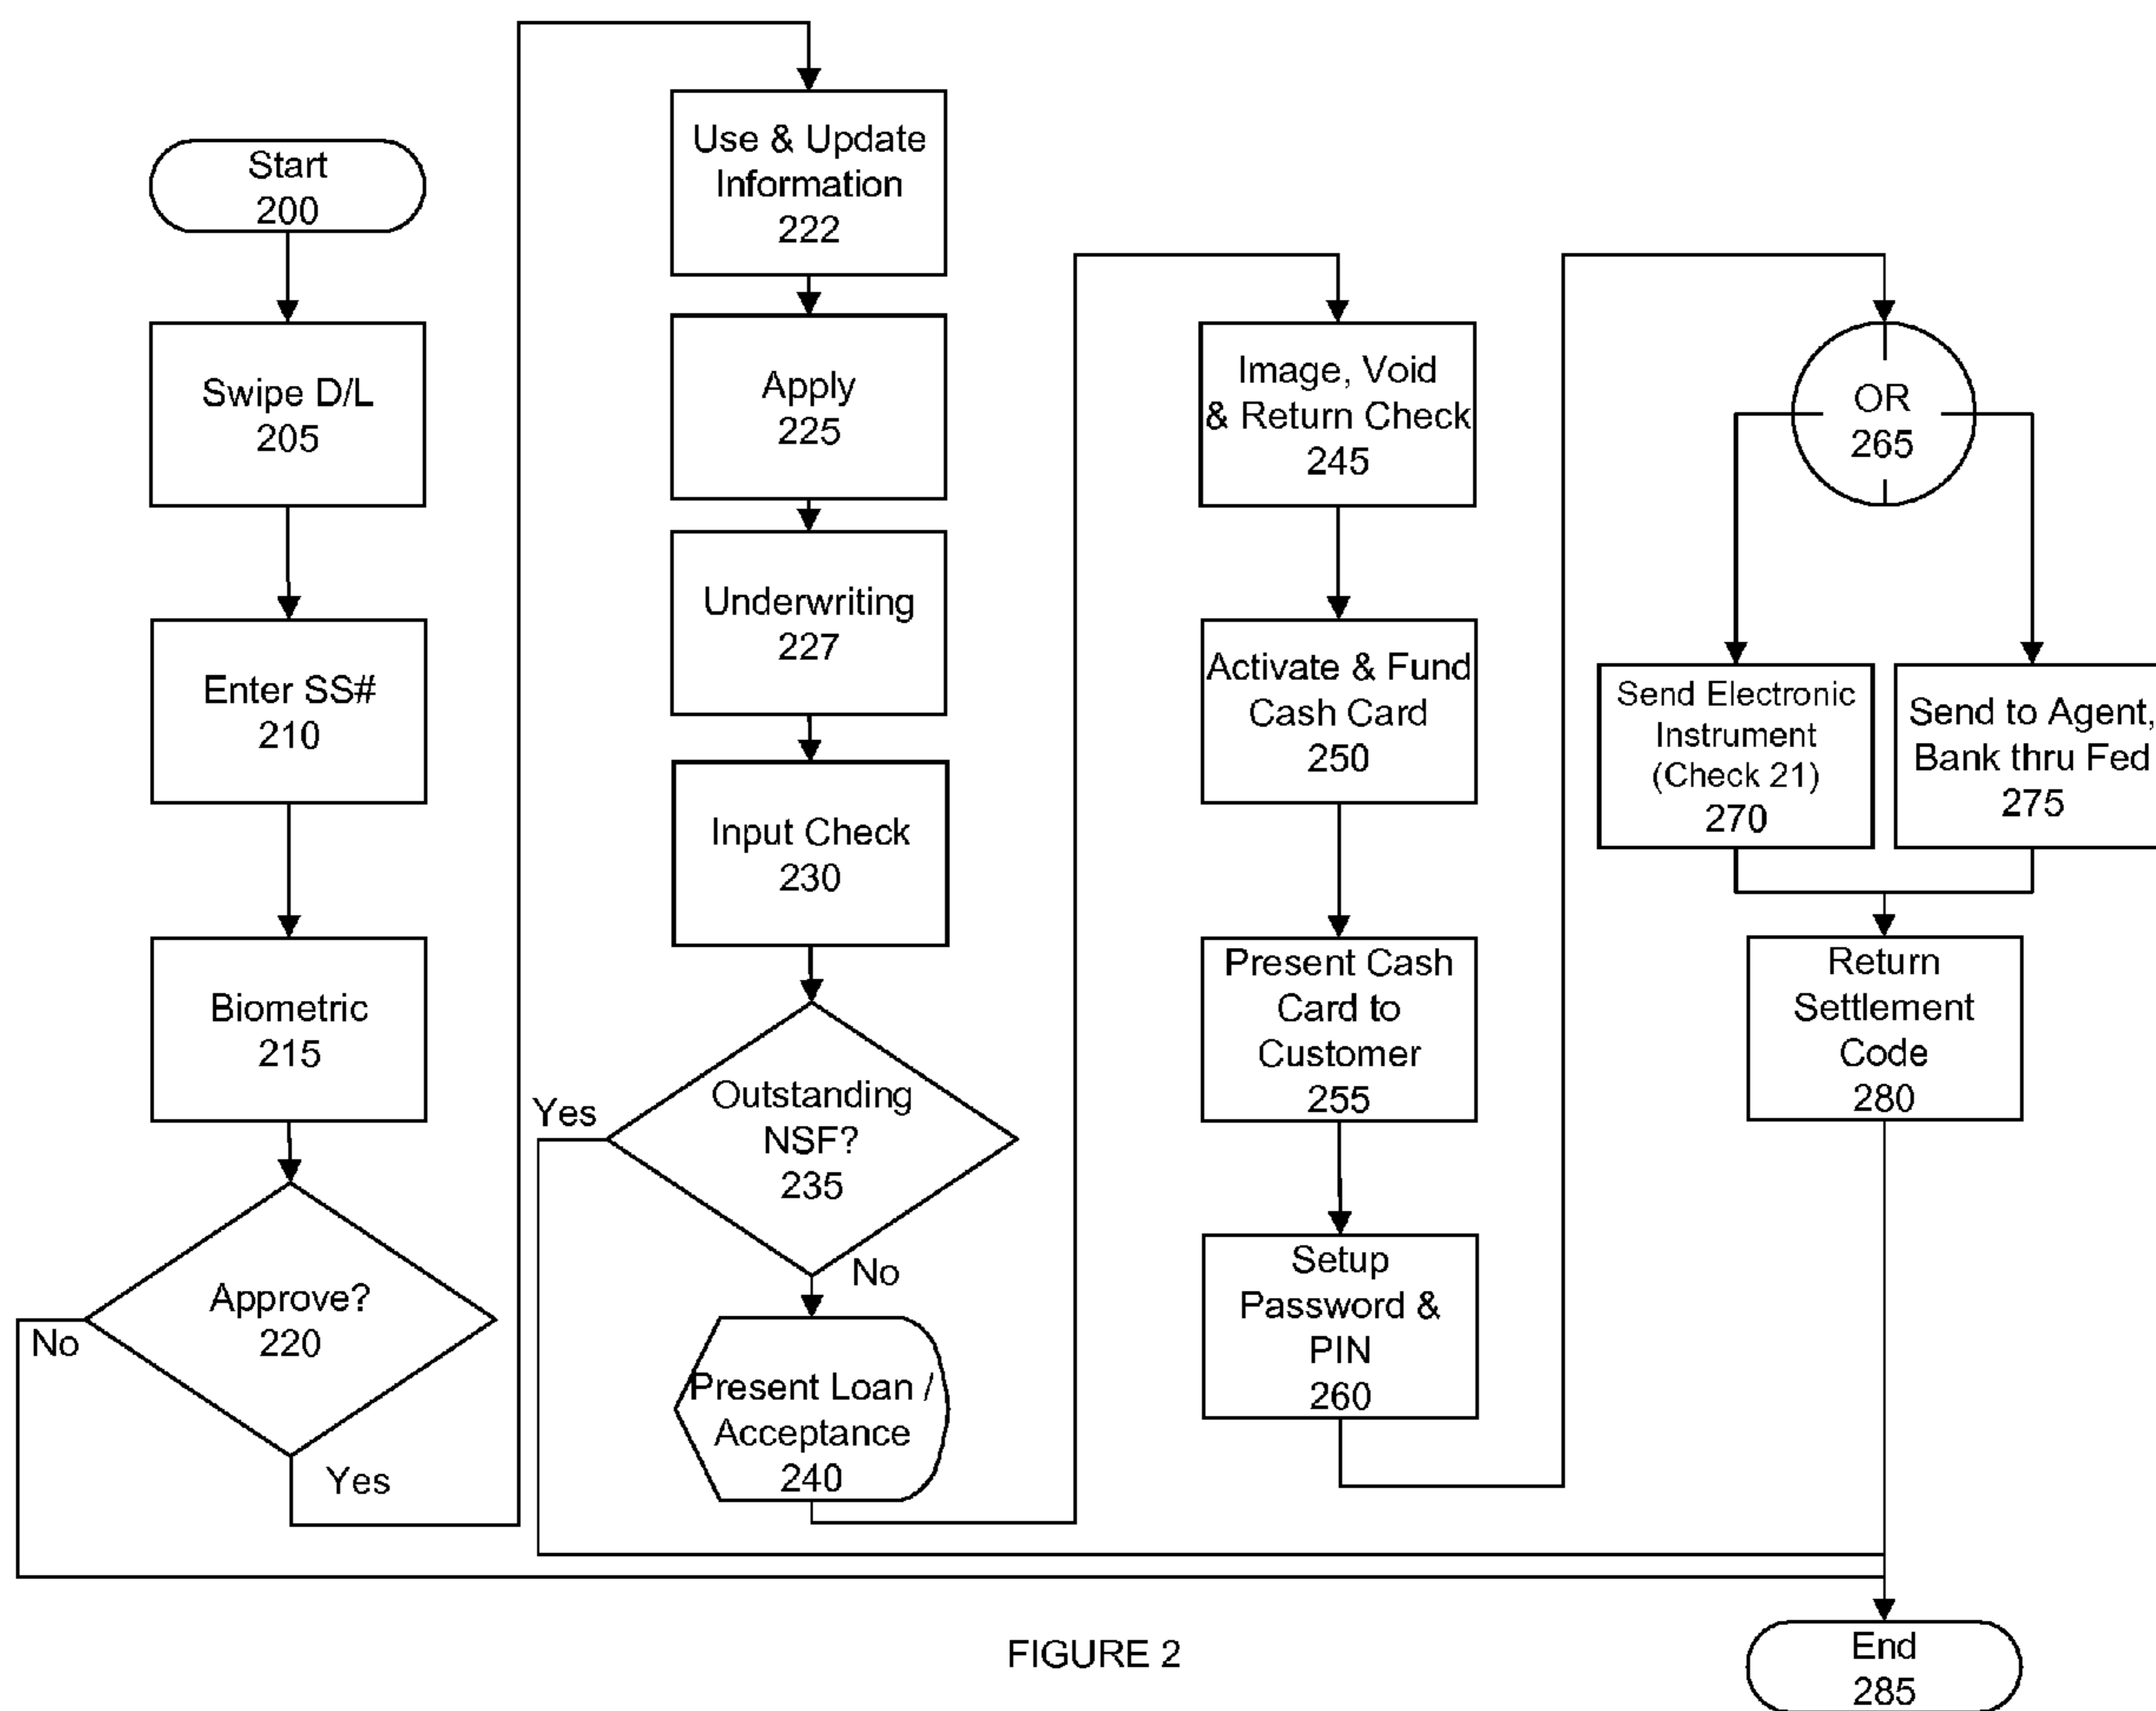 Start
200
Swipe D/L
205
Enter SS#
210
Biometric
215
Approve?
220
No
Yes
Use & Update
Information
222
Apply
225
Underwriting
227
Input Check
230
Outstanding
NSF?
235
Yes
No
Present Loan /
Acceptance
240
Image, Void
& Return Check
245
Activate & Fund
Cash Card
250
Present Cash
Card to
Customer
255
Setup
Password &
PIN
260
OR
265
Send Electronic
Instrument
(Check 21)
270
Send to Agent,
Bank thru Fed
275
Return
Settlement
Code
280
End
285
FIGURE 2